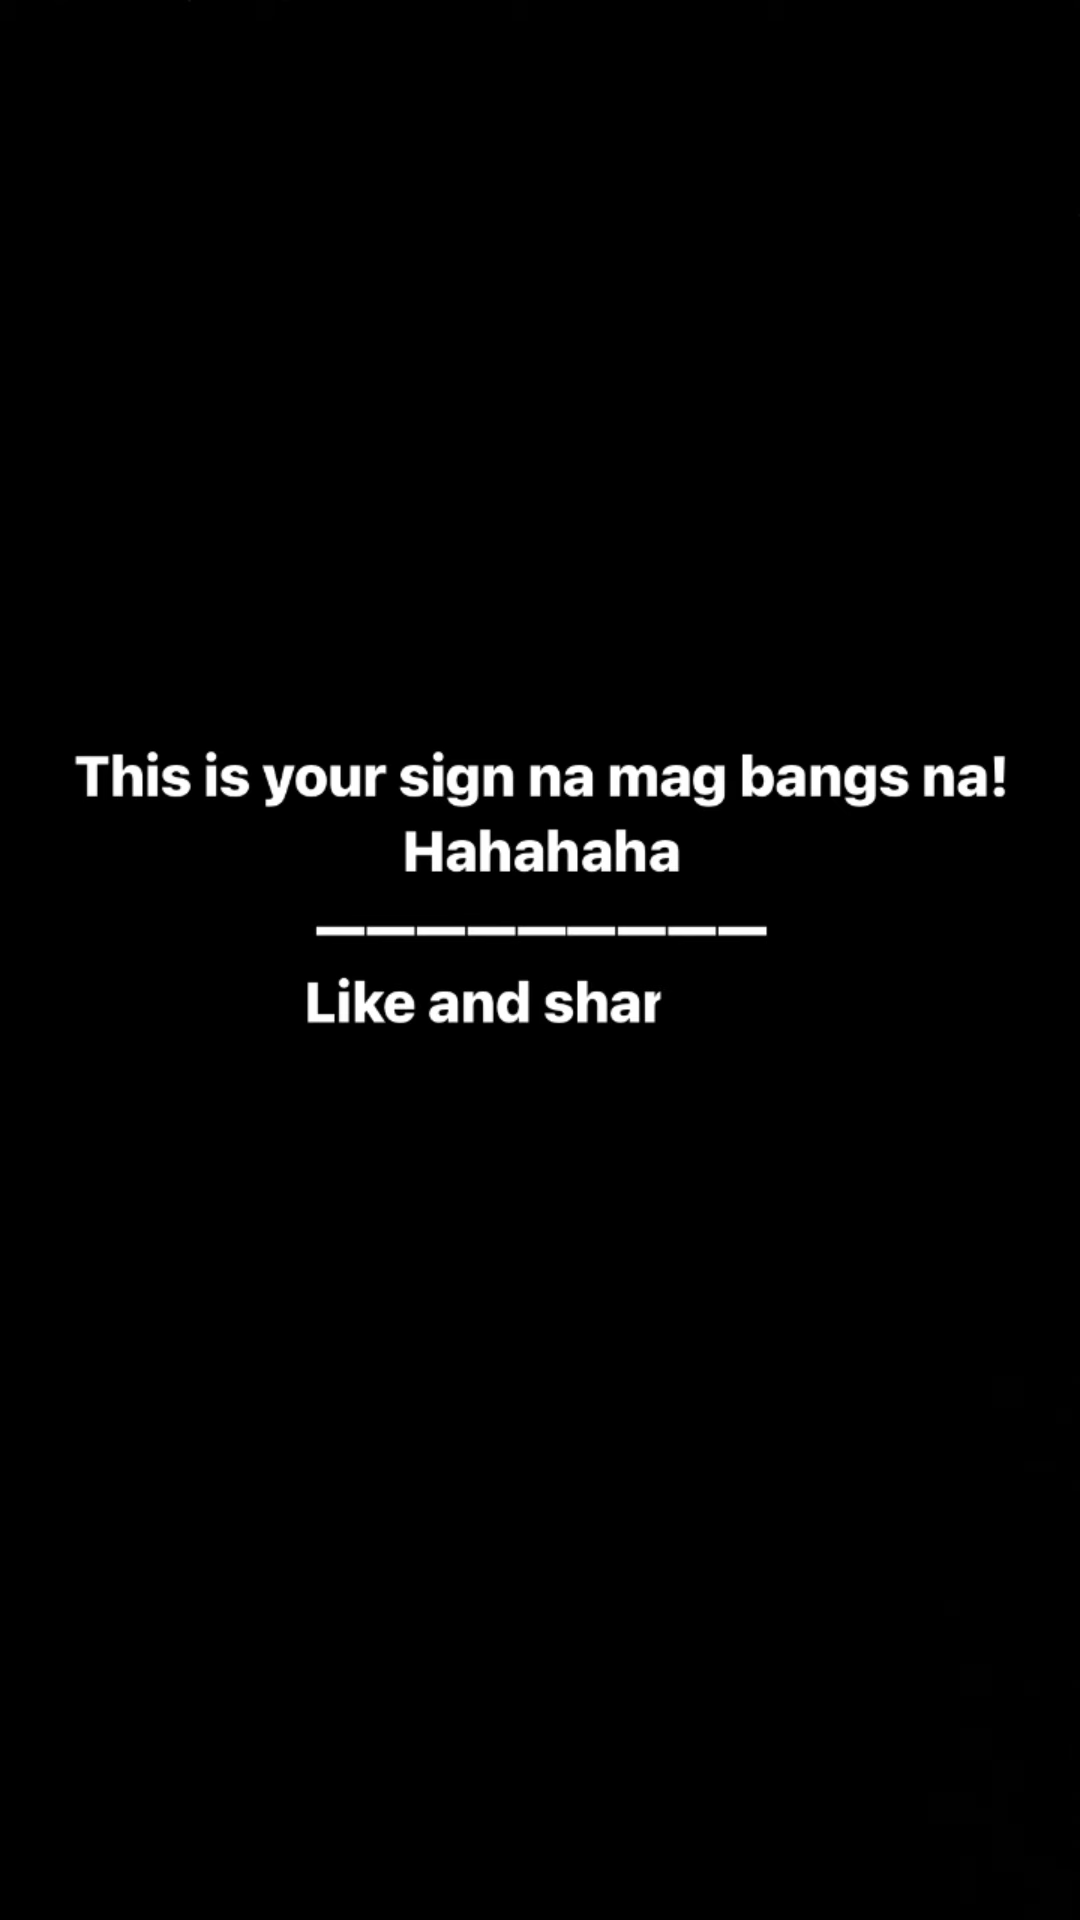 This is your sign na mag bangs na!
Hahahaha
—————————
Like and shar